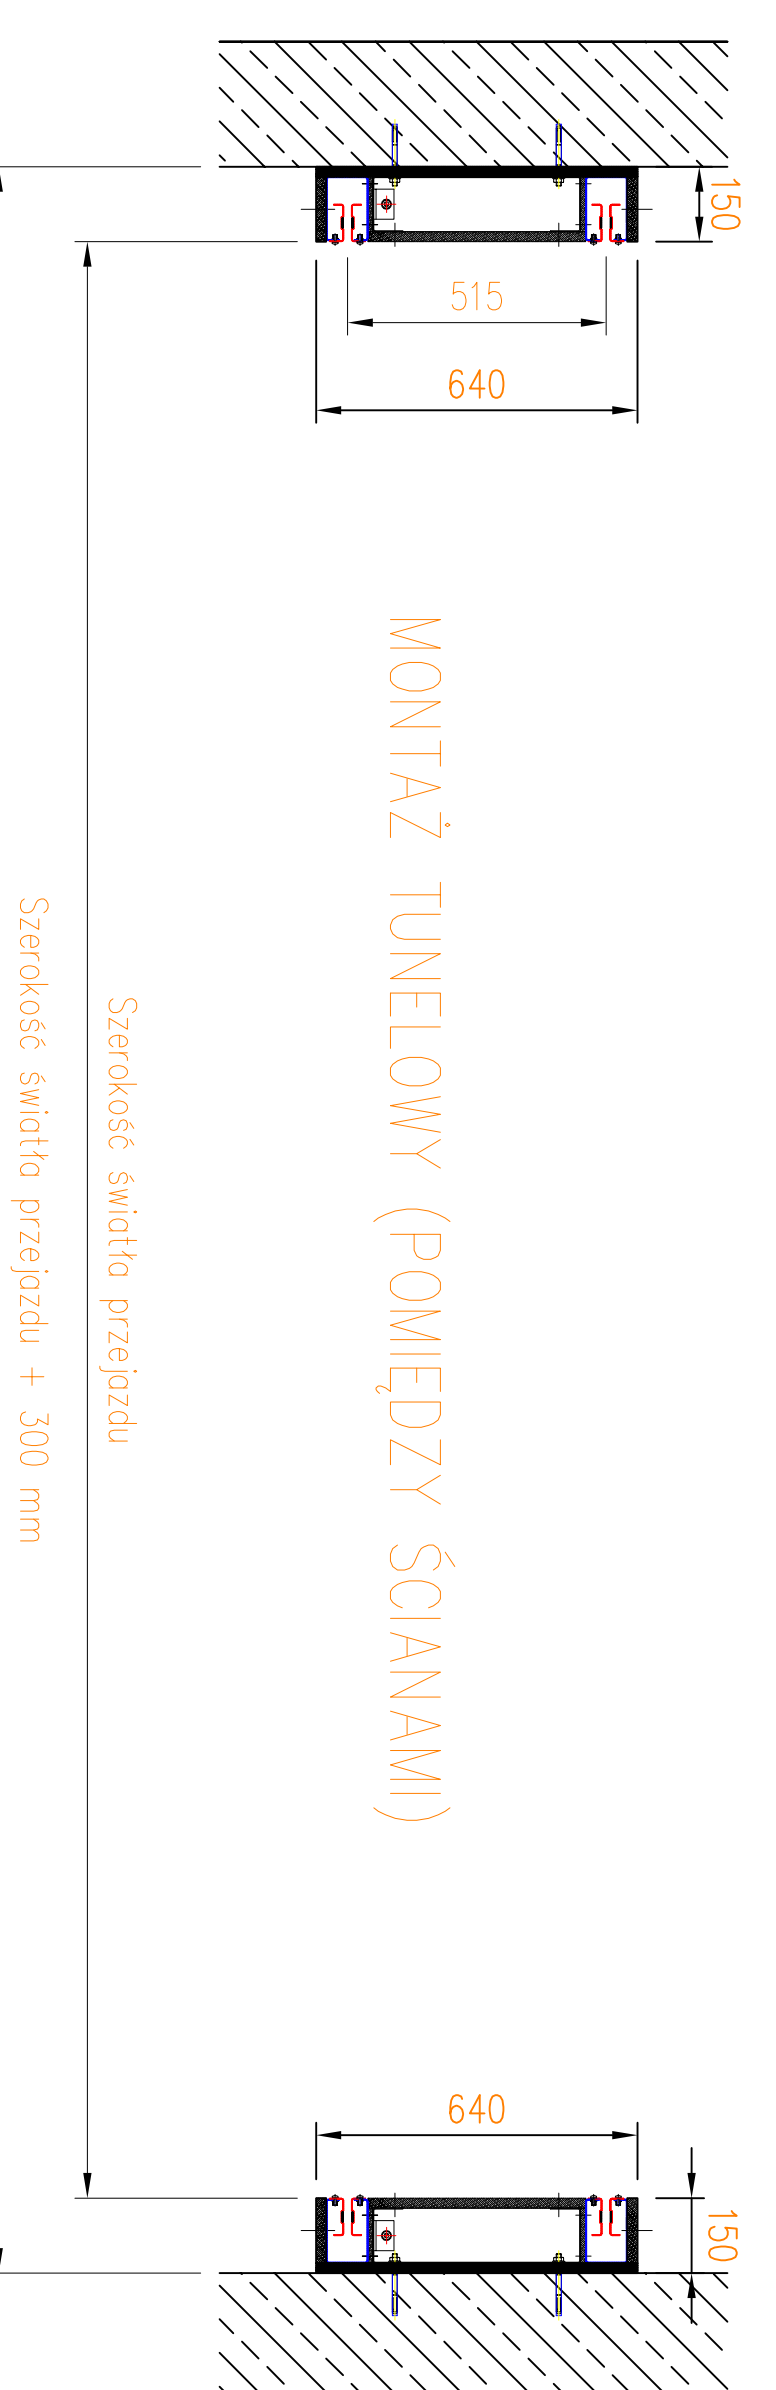 150
515
640
MONTAŻ TUNELOWY (POMIĘDZY ŚCIANAMI)
Szerokość światła przejazdu
Szerokość światła przejazdu + 300 mm
640
150